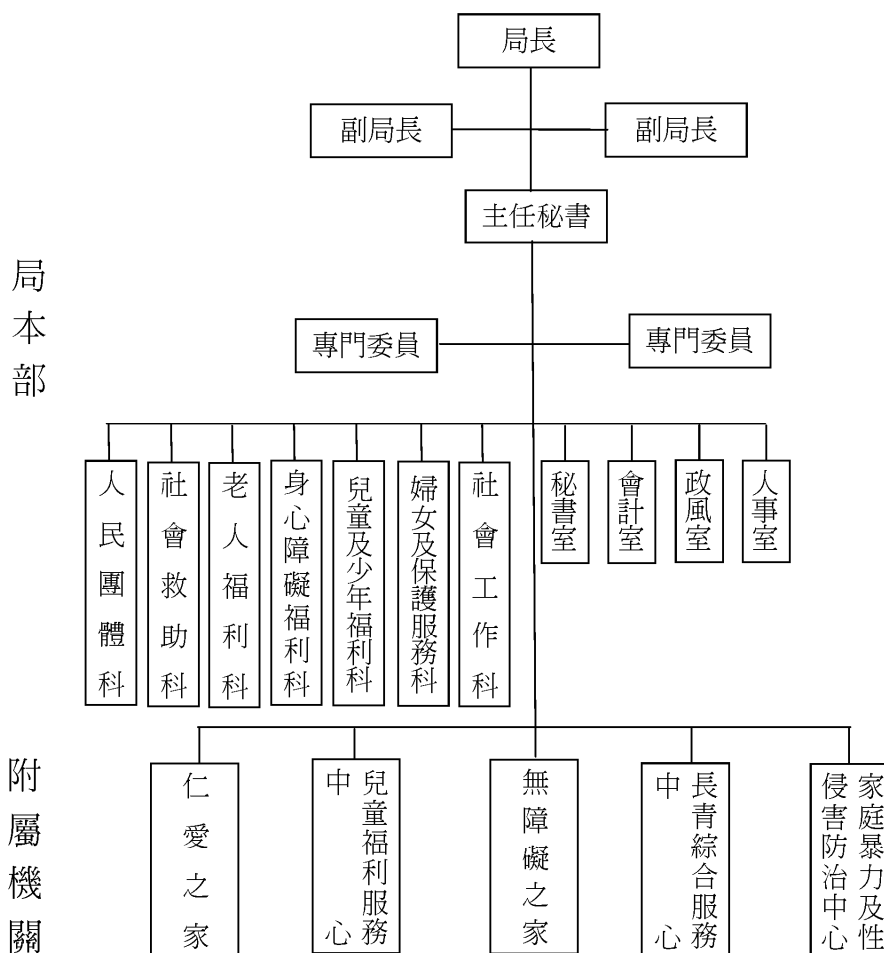 局長
副局長
副局長
主任秘書
局本部
專門委員
專門委員
人民團體科
社會救助科
老人福利科
身心障礙福利科
兒童及少年福利科
婦女及保護服務科
社會工作科
秘書室
會計室
政風室
人事室
附屬機關
仁愛之家
兒童福利服務
中心
無障礙之家
長青綜合服務
中心
家庭暴力及性
侵害防治中心